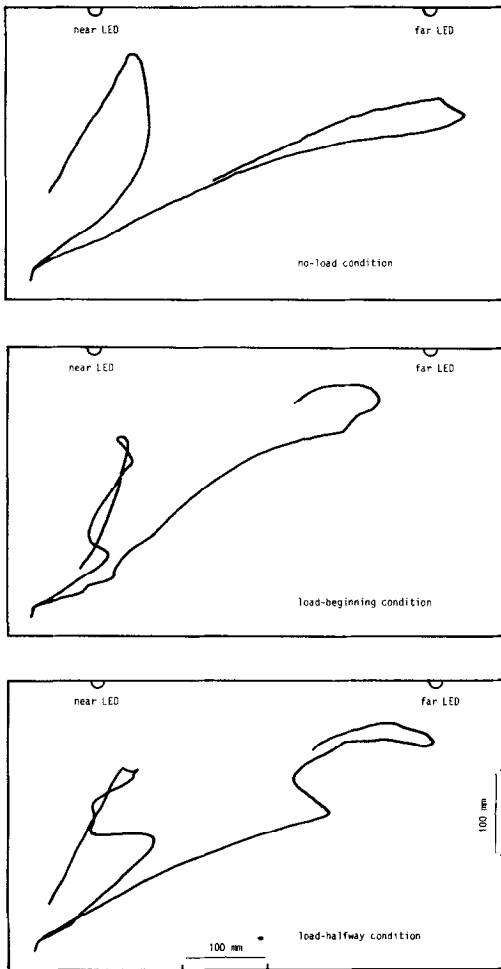 near LED far LED
no-load condition
near LED far LED
load-beginning condition
near LED far LED
100 mm
load-halfway condition
100 mm